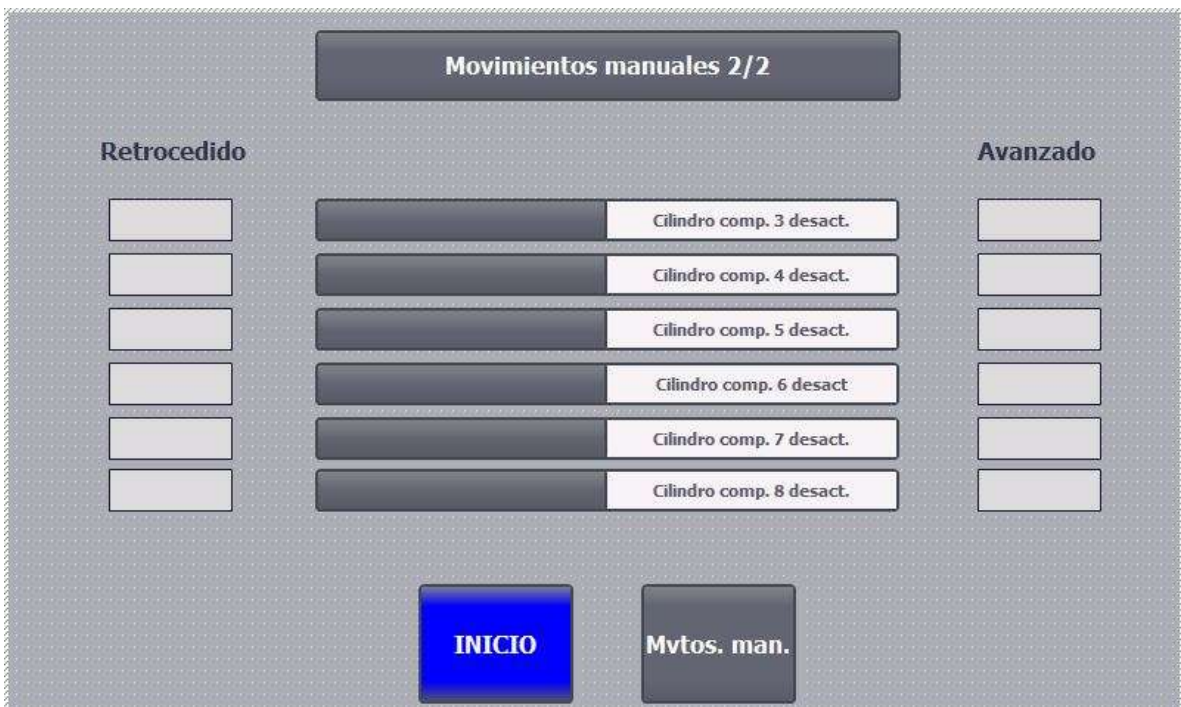 Movimientos manuales 2/2
Retrocedido
Avanzado
Cilindro comp. 3 desact.
Cilindro comp. 4 desact.
Cilindro comp. 5 desact.
Cilindro comp. 6 desact
Cilindro comp. 7 desact.
Cilindro comp. 8 desact.
INICIO
Mvtos. man.